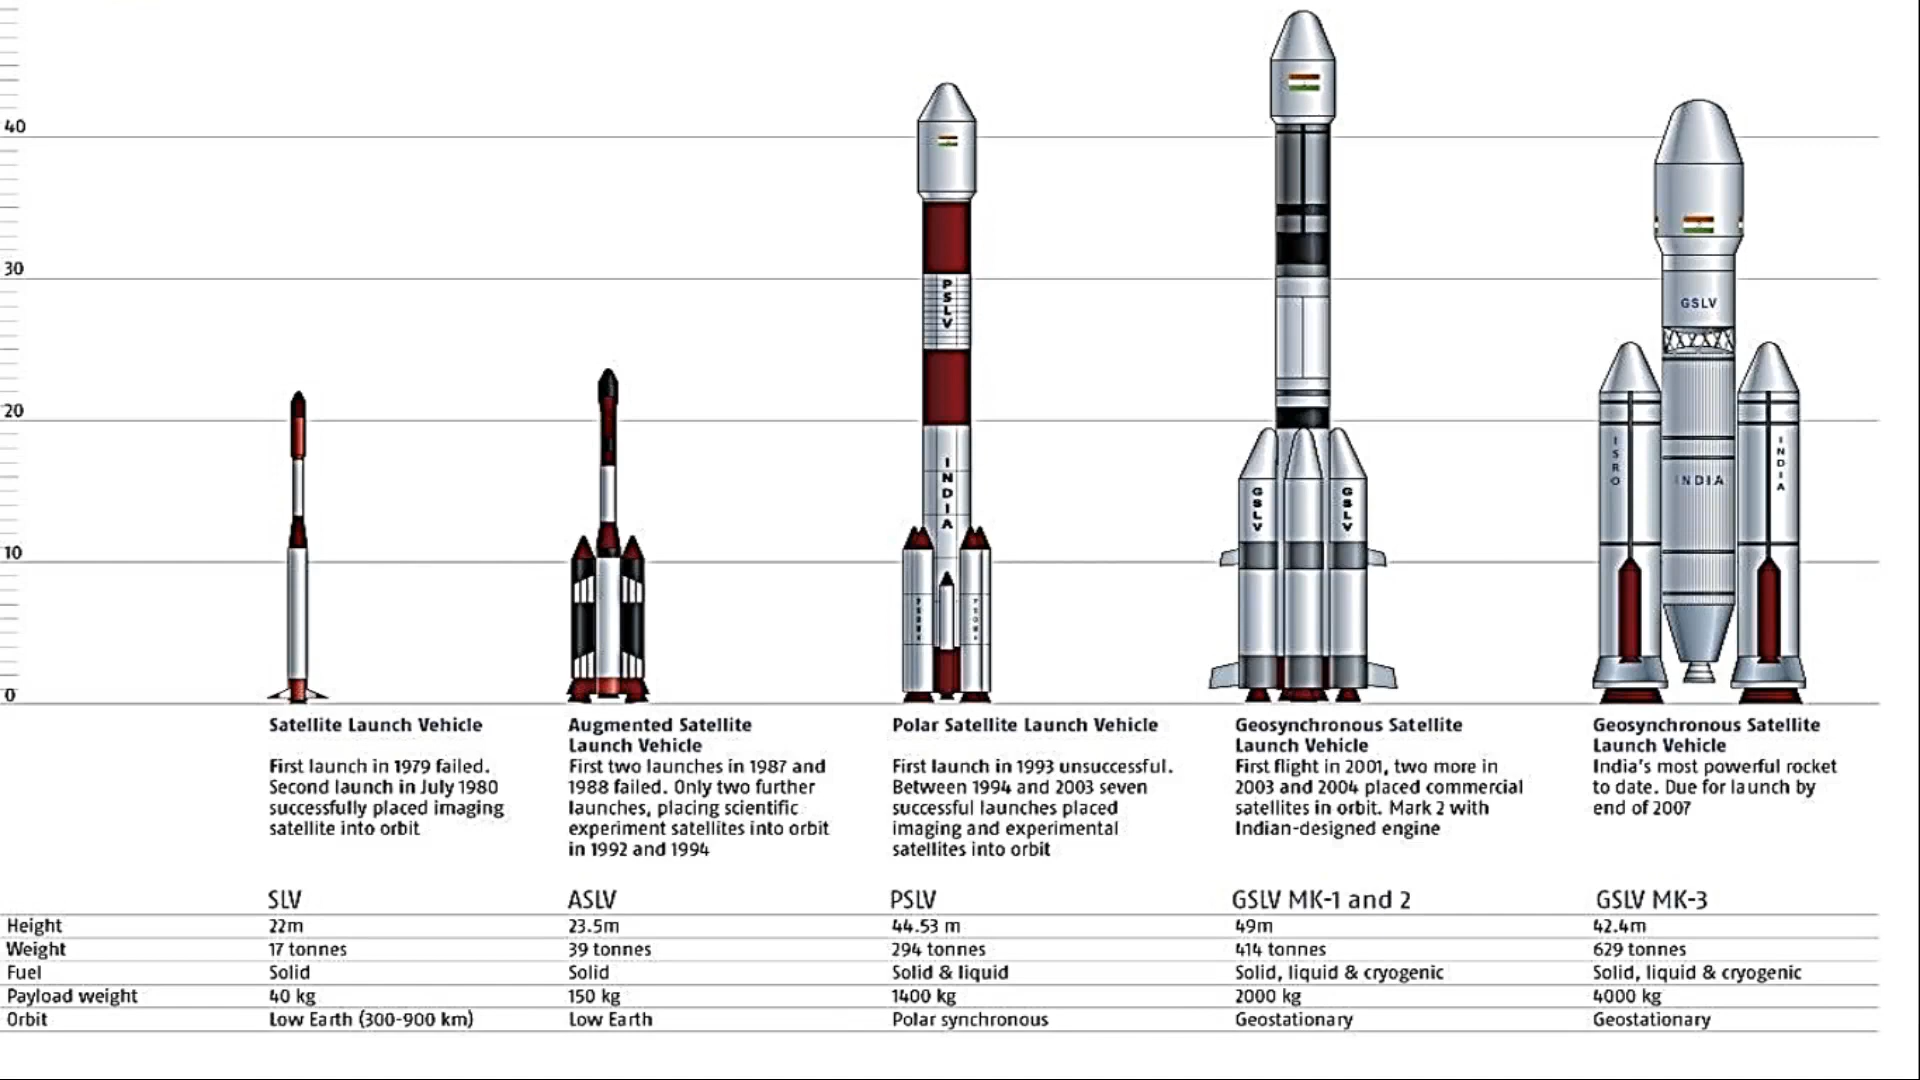 40
30
20
10
0
P
S
L
V
I
N
D
I
A
G
S
L
V
G
S
L
V
GSLV
I
S
R
O
INDIA
I
N
D
I
A
Satellite Launch Vehicle
First launch in 1979 failed.
Second launch in July 1980
successfully placed imaging
satellite into orbit
Augmented Satellite
Launch Vehicle
First two launches in 1987 and
1988 failed. Only two further
launches, placing scientific
experiment satellites into orbit
in 1992 and 1994
Polar Satellite Launch Vehicle
First launch in 1993 unsuccessful.
Between 1994 and 2003 seven
successful launches placed
imaging and experimental
satellites into orbit
Geosynchronous Satellite
Launch Vehicle
First flight in 2001, two more in
2003 and 2004 placed commercial
satellites in orbit. Mark 2 with
Indian-designed engine
Geosynchronous Satellite
Launch Vehicle
India's most powerful rocket
to date. Due for launch by
end of 2007
SLV ASLV PSLV GSLV MK-1 and 2 GSLV MK-3
Height 22m 23.5m 44.53 m 49m 42.4m
Weight 17 tonnes 39 tonnes 294 tonnes 414 tonnes 629 tonnes
Fuel Solid Solid Solid & liquid Solid, liquid & cryogenic Solid, liquid & cryogenic
Payload weight 40 kg 150 kg 1400 kg 2000 kg 4000 kg
Orbit Low Earth (300-900 km) Low Earth Polar synchronous Geostationary Geostationary